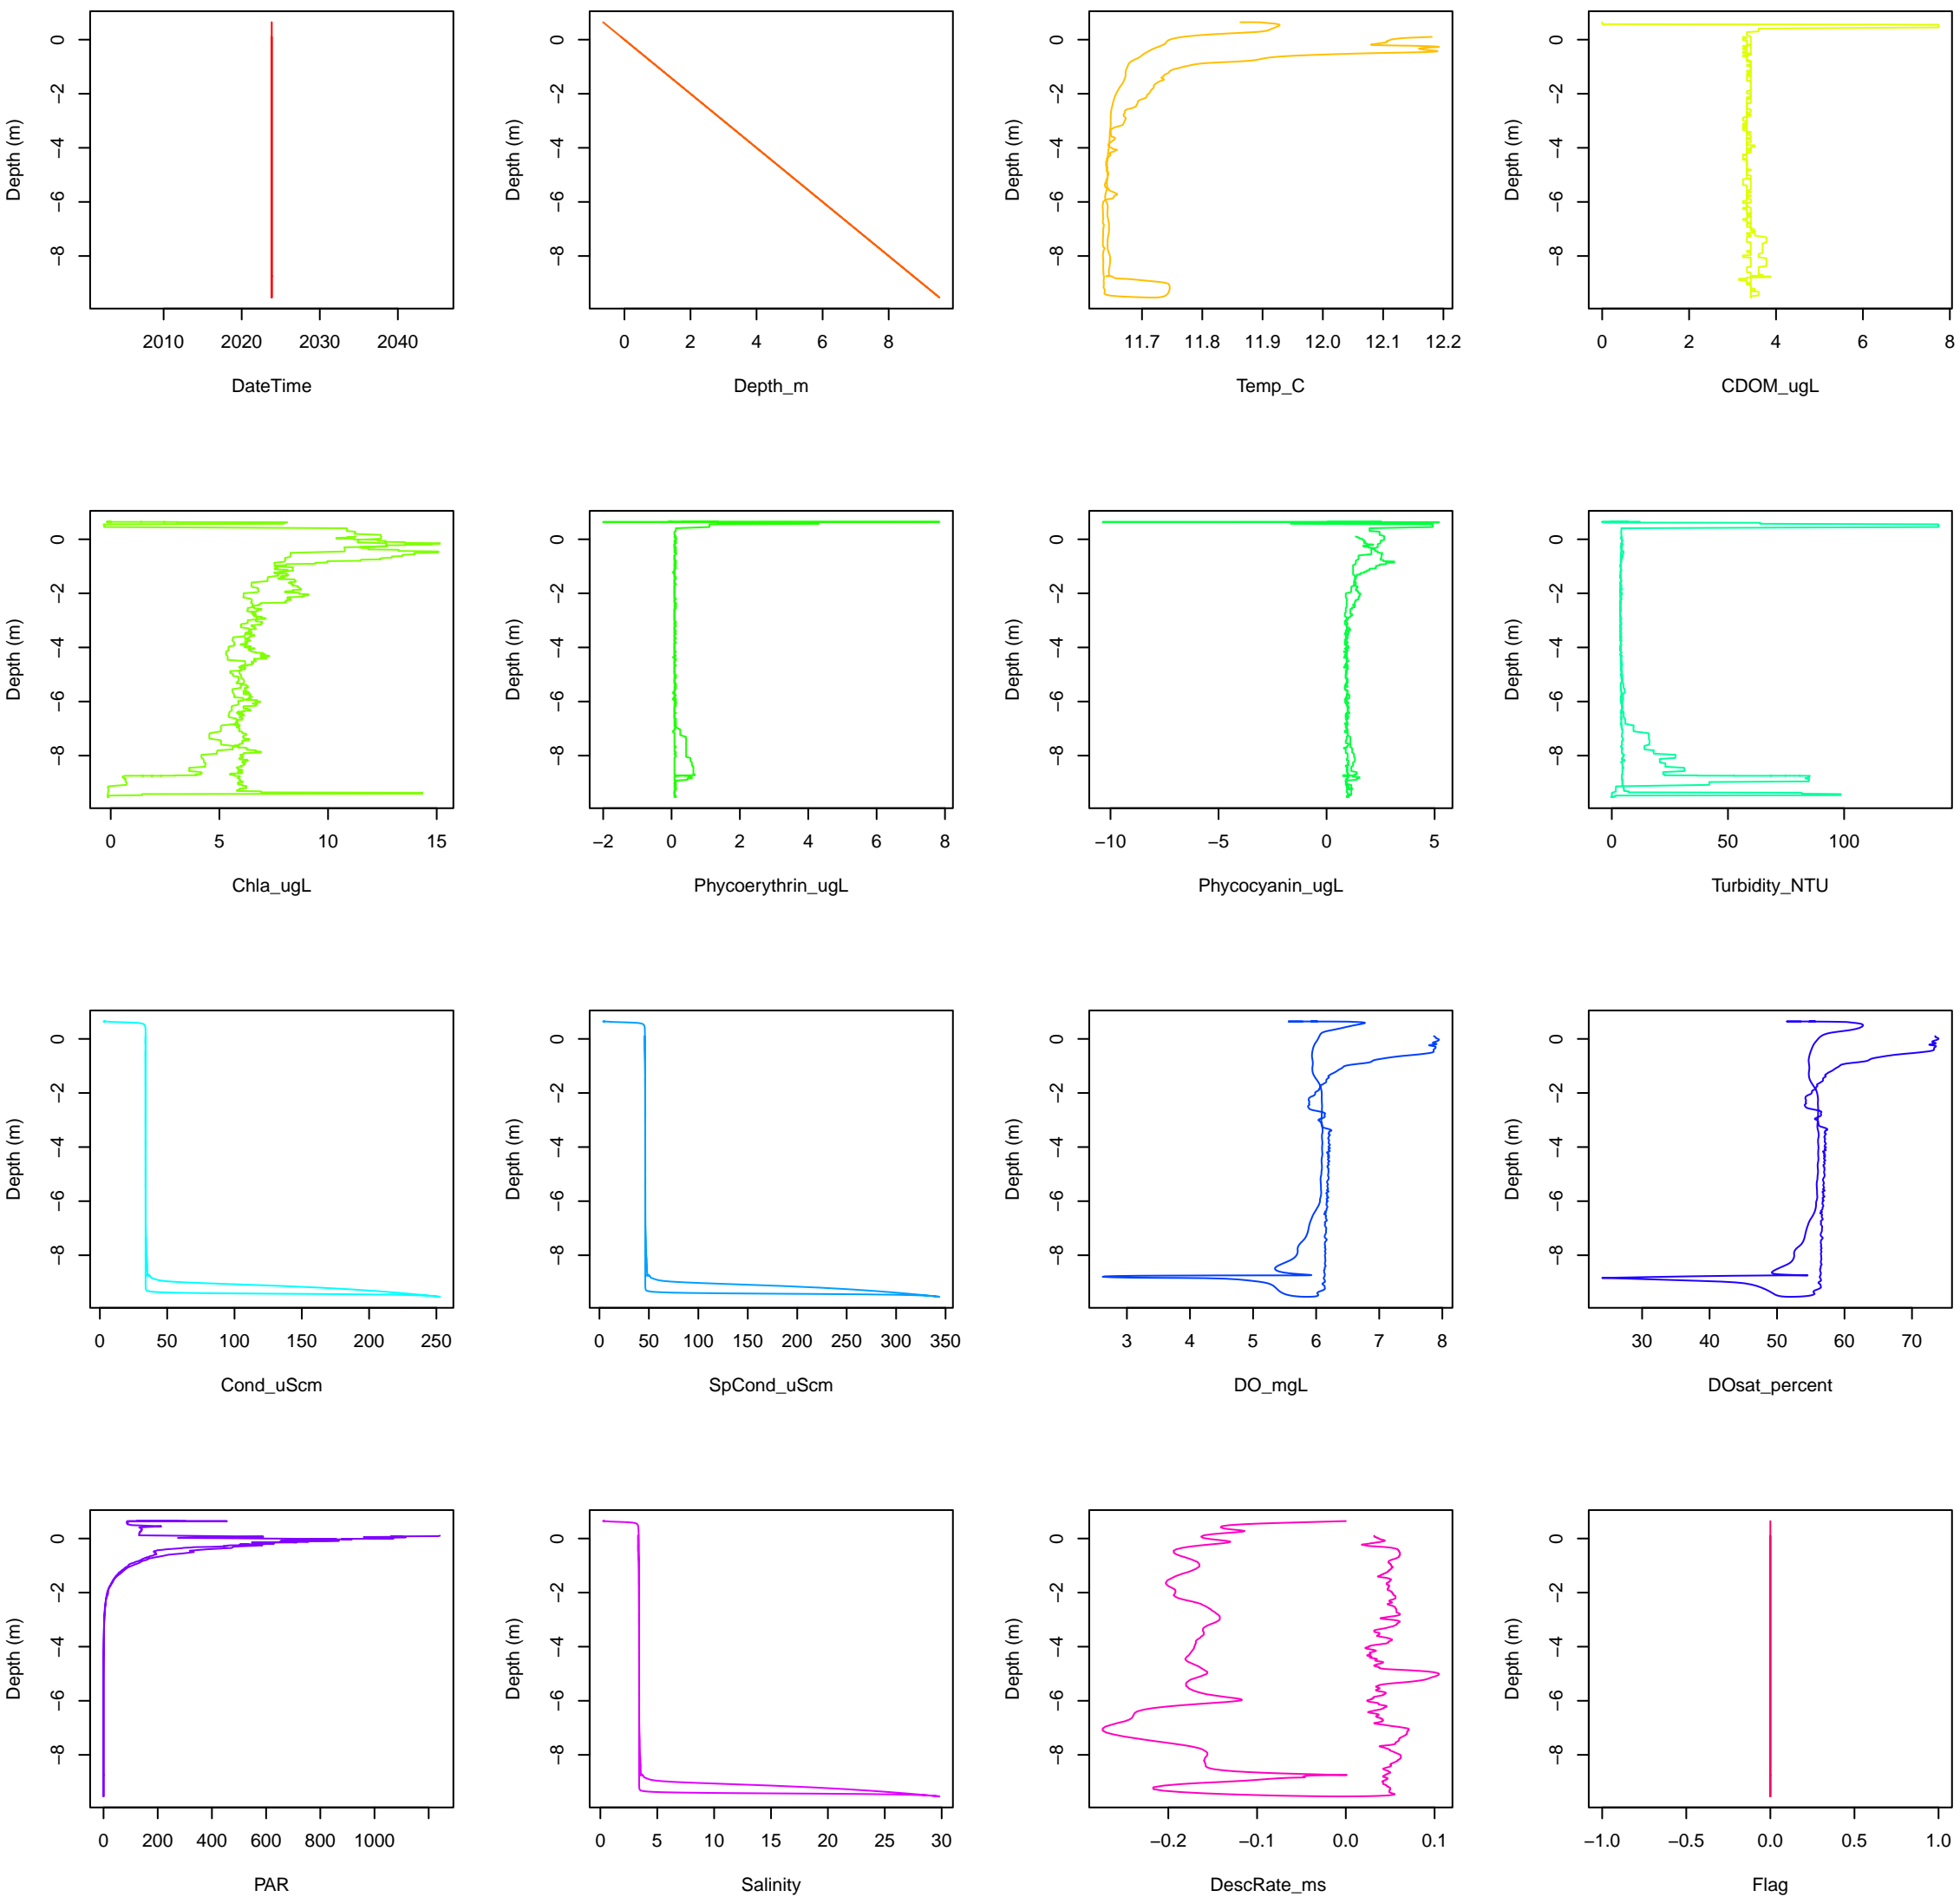 0 0 0 0
−2 −2 −2 −2
Depth (m) Depth (m) Depth (m) Depth (m)
−4 −4 −4 −4
−6 −6 −6 −6
−8 −8 −8 −8
2010 2020 2030 2040 0 2 4 6 8 11.7 11.8 11.9 12.0 12.1 12.2 0 2 4 6 8
DateTime Depth_m Temp_C CDOM_ugL
0 0 0 0
−2 −2 −2 −2
Depth (m) Depth (m) Depth (m) Depth (m)
−4 −4 −4 −4
−6 −6 −6 −6
−8 −8 −8 −8
0 5 10 15 −2 0 2 4 6 8 −10 −5 0 5 0 50 100
Chla_ugL Phycoerythrin_ugL Phycocyanin_ugL Turbidity_NTU
0 0 0 0
−2 −2 −2 −2
Depth (m) Depth (m) Depth (m) Depth (m)
−4 −4 −4 −4
−6 −6 −6 −6
−8 −8 −8 −8
0 50 100 150 200 250 0 50 100 150 200 250 300 350 3 4 5 6 7 8 30 40 50 60 70
Cond_uScm SpCond_uScm DO_mgL DOsat_percent
0 0 0 0
−2 −2 −2 −2
Depth (m) Depth (m) Depth (m) Depth (m)
−4 −4 −4 −4
−6 −6 −6 −6
−8 −8 −8 −8
0 200 400 600 800 1000 0 5 10 15 20 25 30 −0.2 −0.1 0.0 0.1 −1.0 −0.5 0.0 0.5 1.0
PAR Salinity DescRate_ms Flag